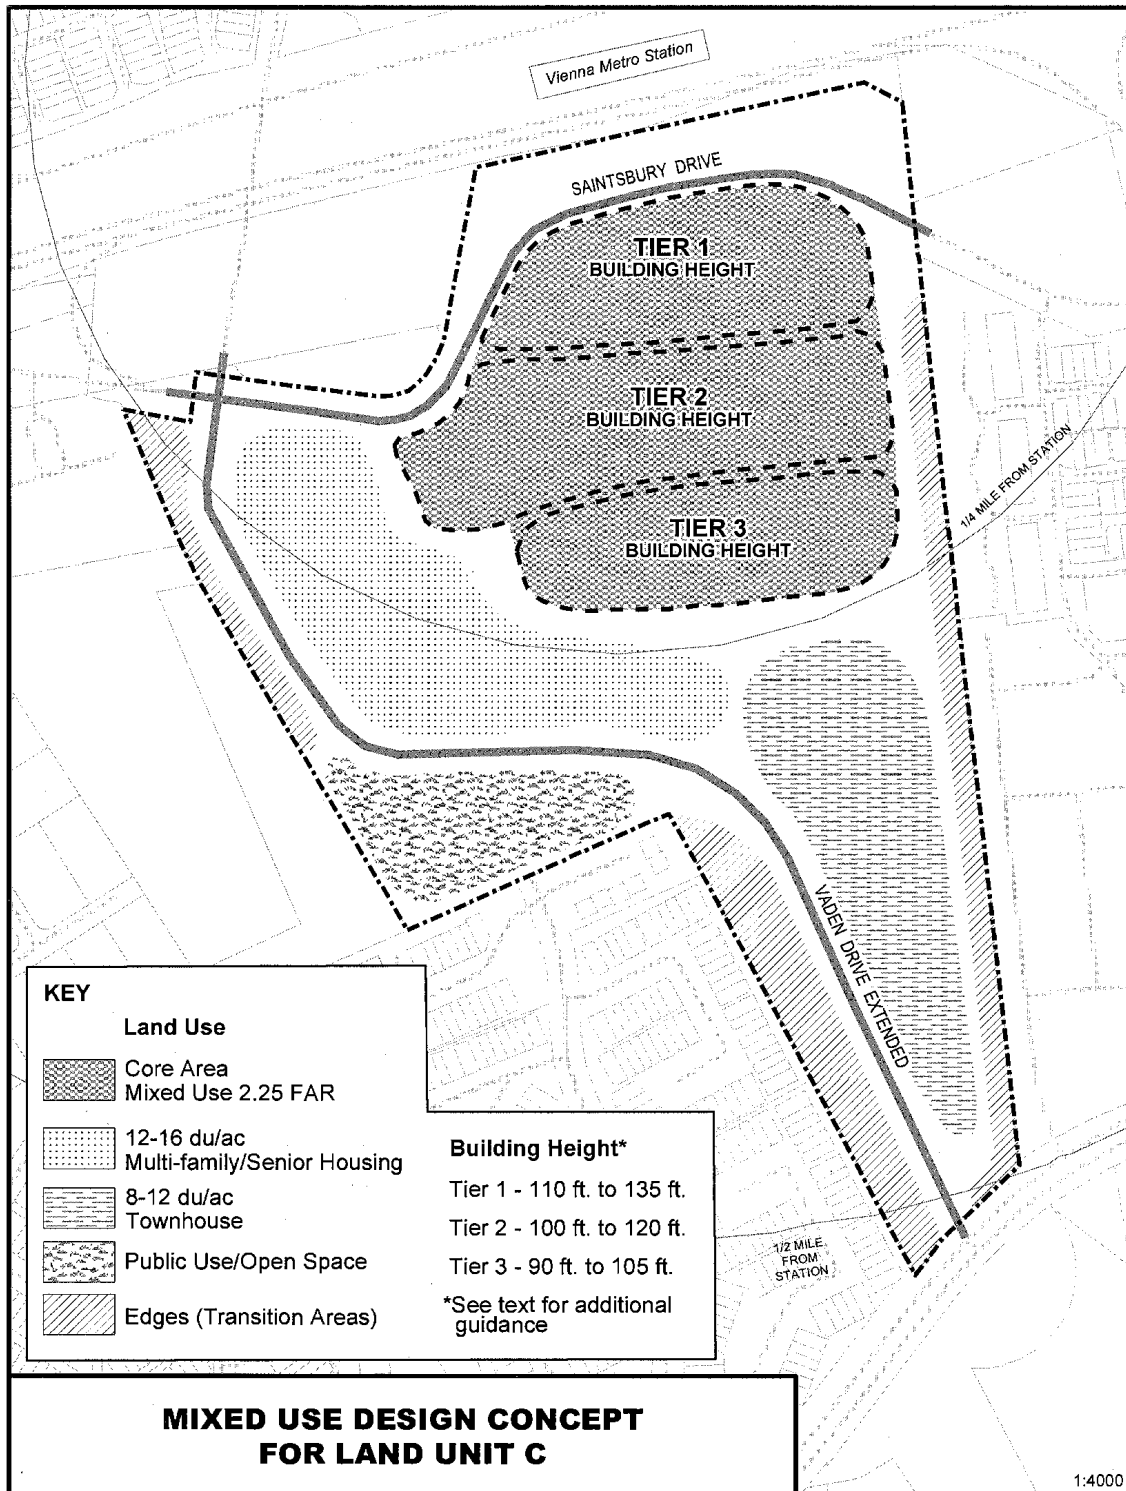 Vienna Metro Station
SAINTSBURY DRIVE
TIER 1
BUILDING HEIGHT
TIER 2
BUILDING HEIGHT
TIER 3
BUILDING HEIGHT
1/4 MILE FROM STATION
VADEN DRIVE EXTENDED
1/2 MILE
FROM
STATION
KEY
Land Use
Core Area
Mixed Use 2.25 FAR
12-16 du/ac
Multi-family/Senior Housing
8-12 du/ac
Townhouse
Public Use/Open Space
Edges (Transition Areas)
Building Height*
Tier 1 - 110 ft. to 135 ft.
Tier 2 - 100 ft. to 120 ft.
Tier 3 - 90 ft. to 105 ft.
*See text for additional
guidance
MIXED USE DESIGN CONCEPT
FOR LAND UNIT C
1:4000